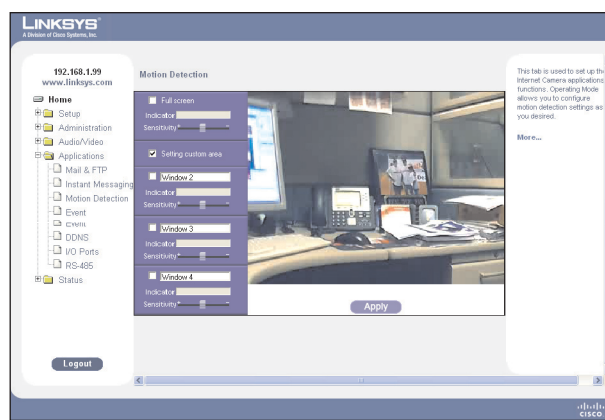 LINKSYS®
A Division of Cisco Systems, Inc.
192.168.1.99
www.linksys.com
Home
Setup
Administration
Audio/Video
Applications
Mail & FTP
Instant Messaging
Motion Detection
Event
Event
DDNS
I/O Ports
RS-485
Status
Logout
Motion Detection
Full screen
Indicator
Sensitivity
Setting custom area
Window 2
Indicator
Sensitivity
Window 3
Indicator
Sensitivity
Window 4
Indicator
Sensitivity
Apply
This tab is used to set up the
Internet Camera applications
functions. Operating Mode
allows you to configure
motion detection settings as
you desired.
More...
CISCO